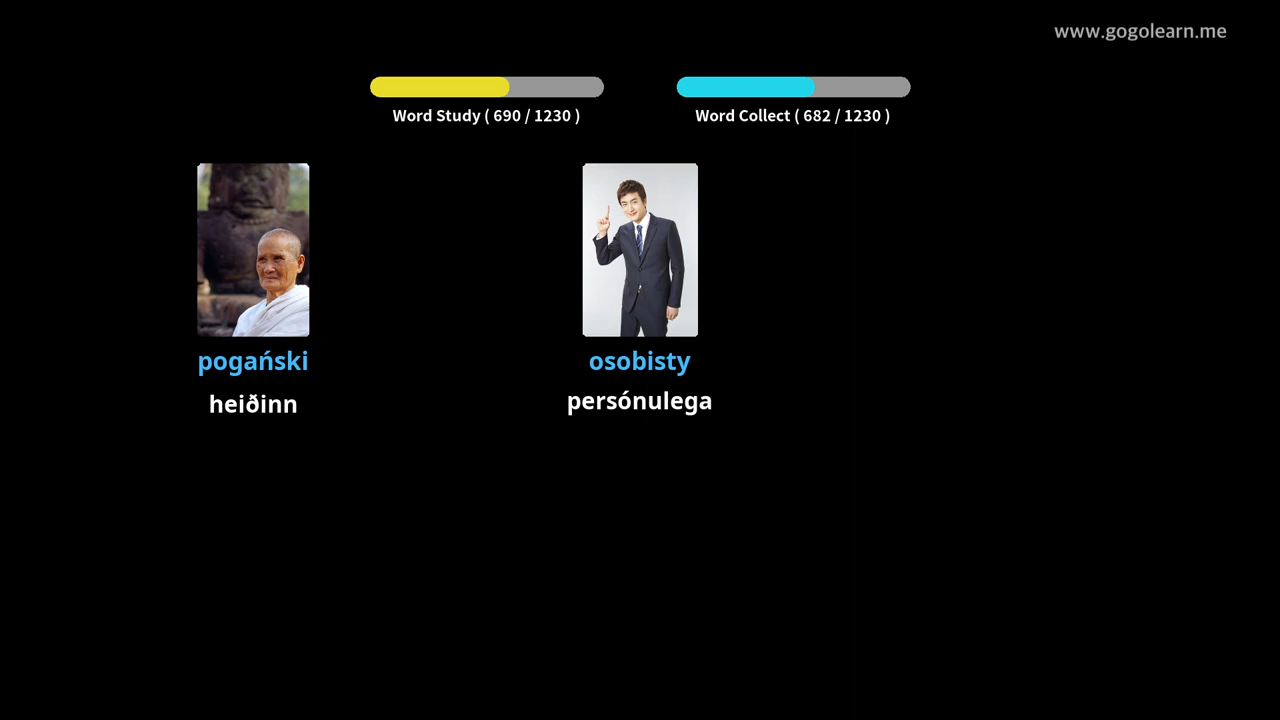 www.gogolearn.me
Word Study ( 690 / 1230 )
Word Collect ( 682 / 1230 )
pogański
osobisty
heiðinn
persónulega